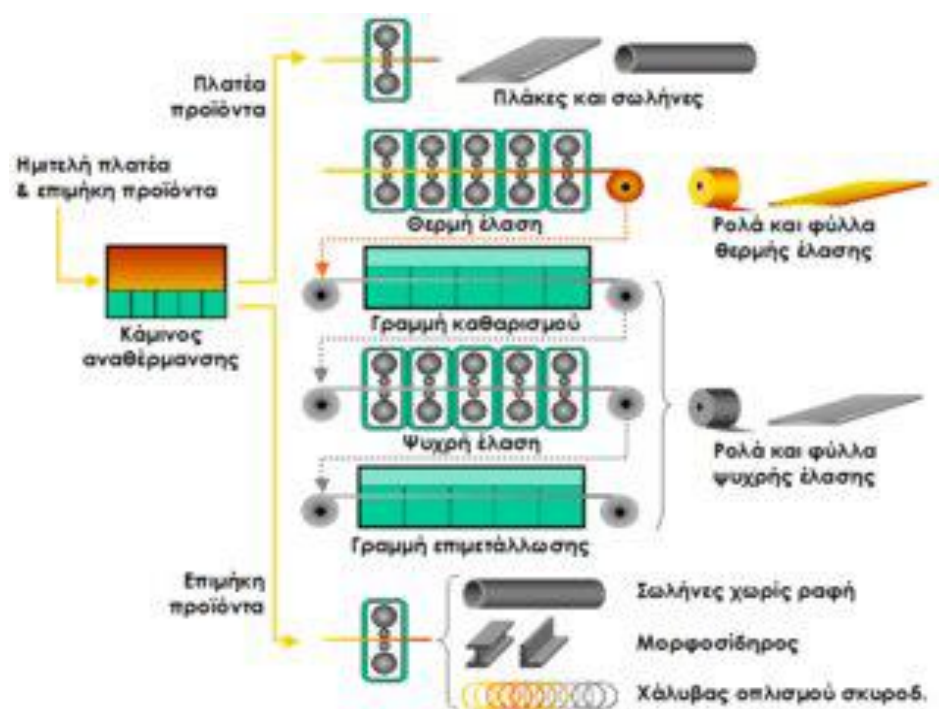 Πλατέα
προϊόντα
Πλάκες και σωλήνες
Ημιτελή πλατέα
& επιμήκη προϊόντα
Θερμή έλαση
Ρολά και φύλλα
θερμής έλασης
Κάμινος
αναθέρμανσης
Γραμμή καθαρισμού
Ψυχρή έλαση
Ρολά και φύλλα
ψυχρής έλασης
Γραμμή επιμετάλλωσης
Επιμήκη
προϊόντα
Σωλήνες χωρίς ραφή
Μορφοσίδηρος
Χάλυβας οπλισμού σκυροδ.